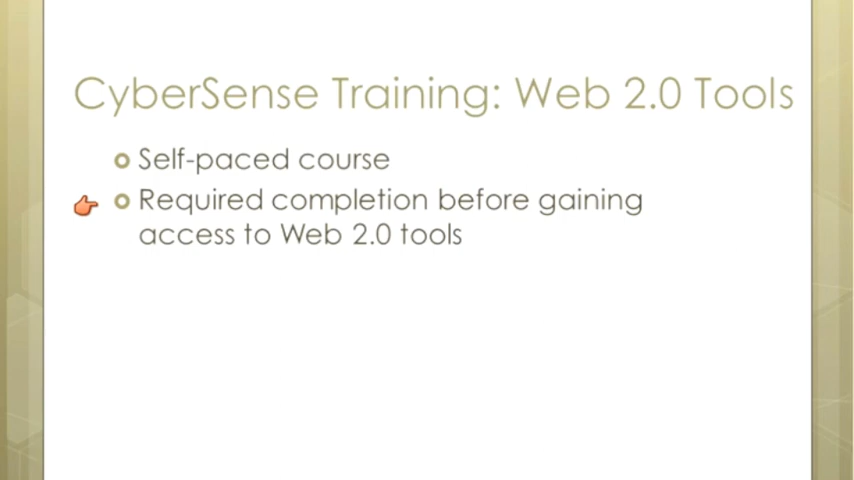 CyberSense Training: Web 2.0 Tools
Self-paced course
Required completion before gaining
access to Web 2.0 tools